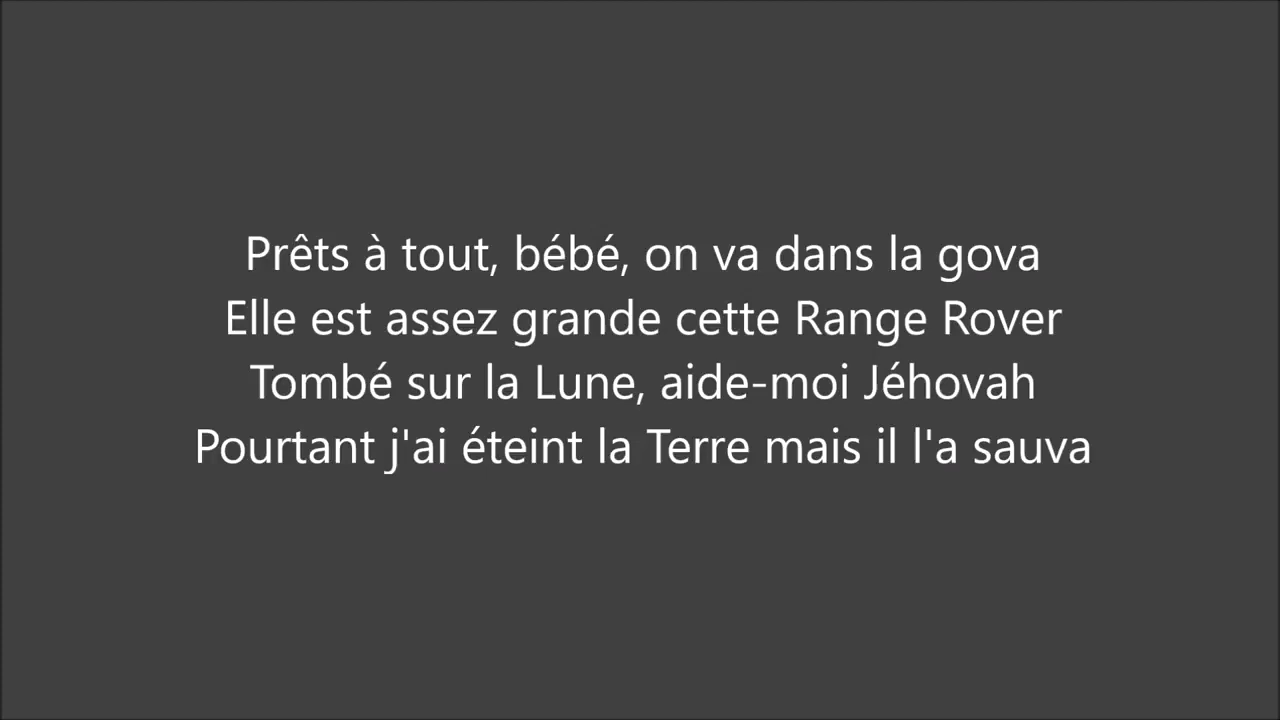 Prêts à tout, bébé, on va dans la gova
Elle est assez grande cette Range Rover
Tombé sur la Lune, aide-moi Jéhovah
Pourtant j'ai éteint la Terre mais il l'a sauva